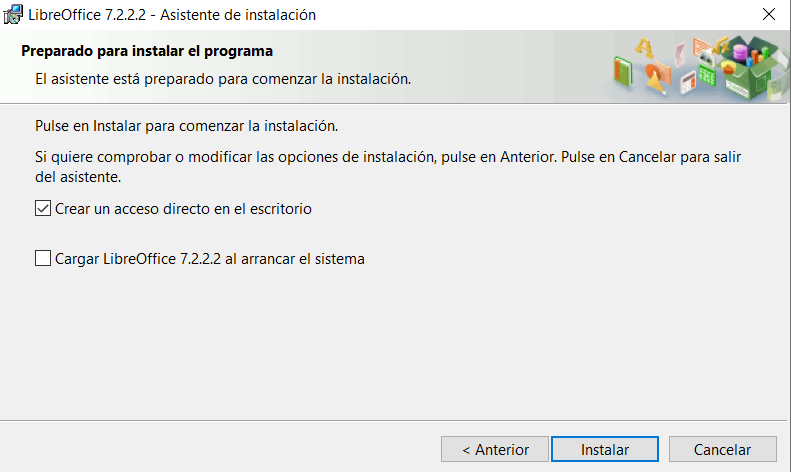 LibreOffice 7.2.2.2 - Asistente de instalación
Preparado para instalar el programa
El asistente está preparado para comenzar la instalación.
Pulse en Instalar para comenzar la instalación.
Si quiere comprobar o modificar las opciones de instalación, pulse en Anterior. Pulse en Cancelar para salir
del asistente.
Crear un acceso directo en el escritorio
Cargar LibreOffice 7.2.2.2 al arrancar el sistema
< Anterior
Instalar
Cancelar